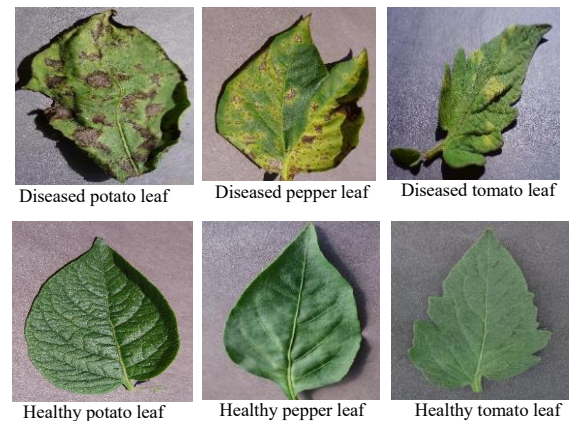 Diseased potato leaf
Diseased pepper leaf
Diseased tomato leaf
Healthy potato leaf
Healthy pepper leaf
Healthy tomato leaf